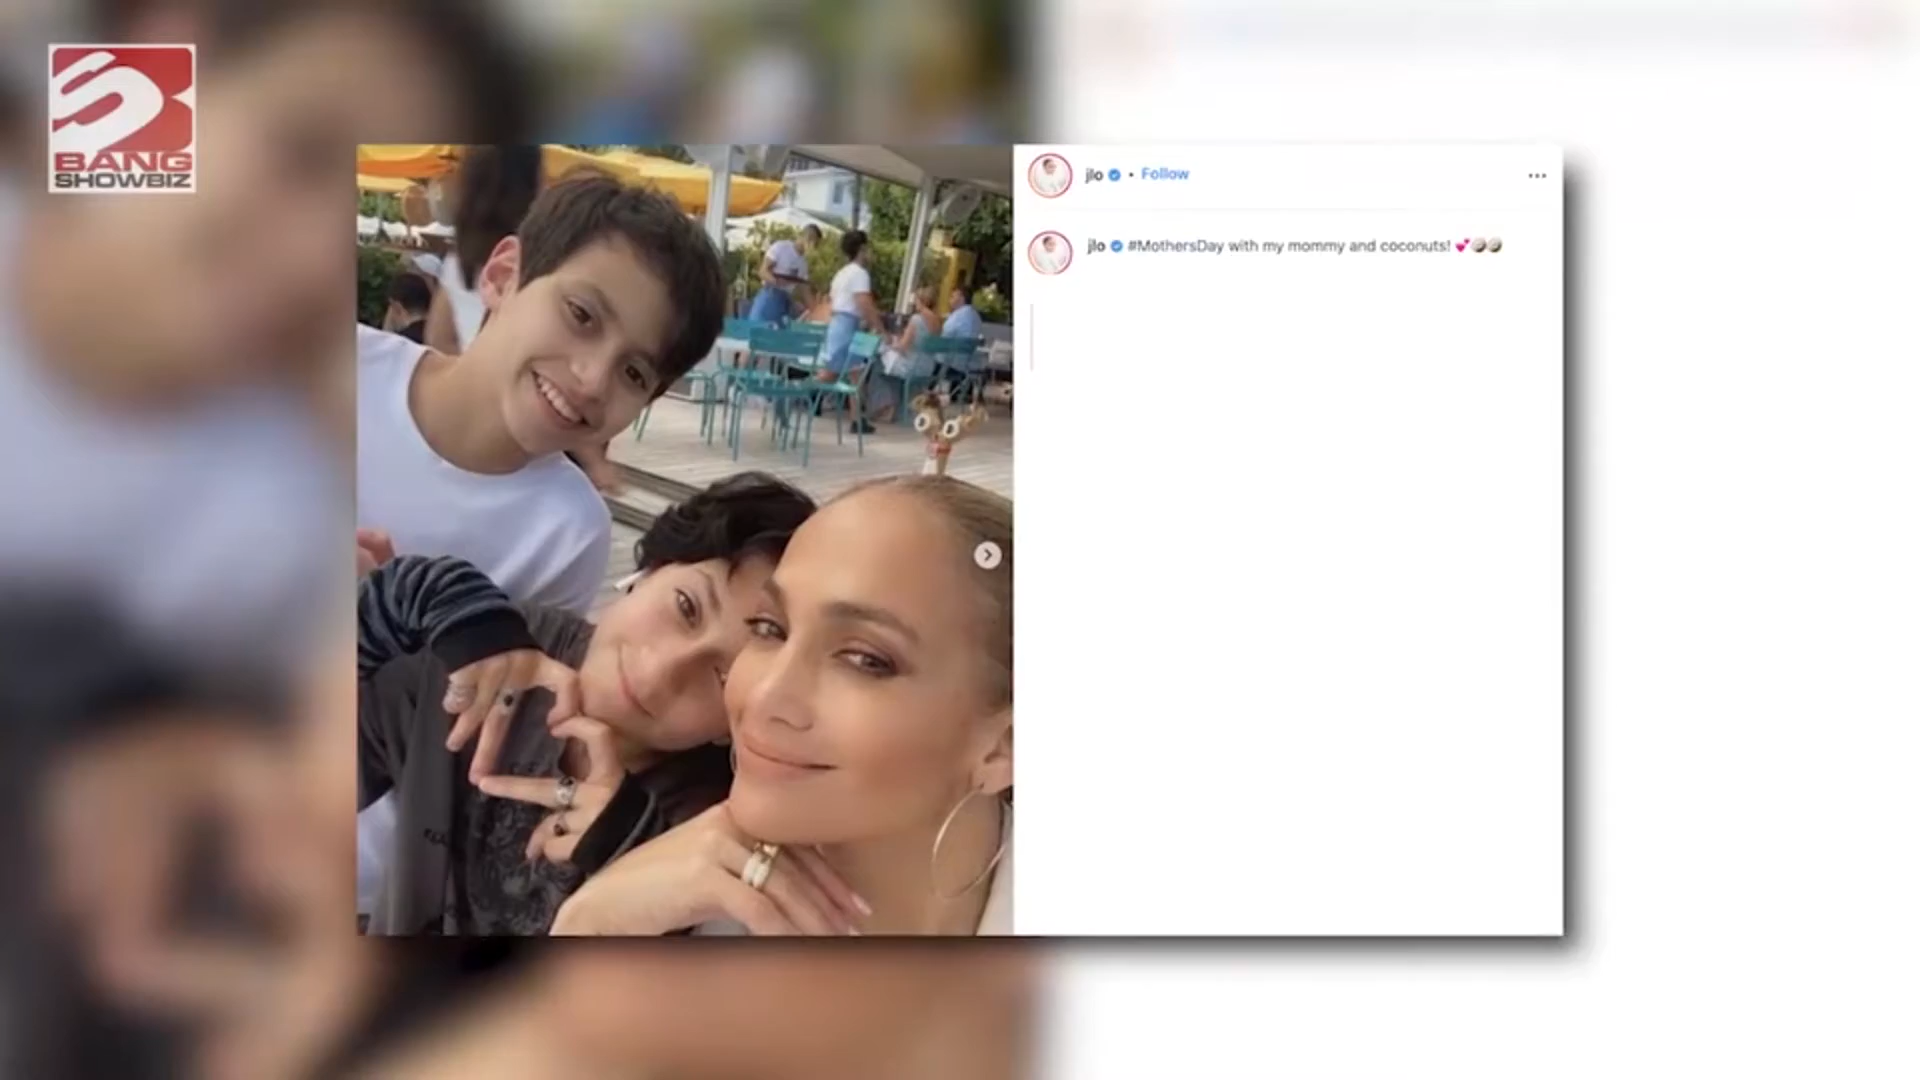 BANG
SHOWBIZ
jlo • Follow
jlo #MothersDay with my mommy and coconuts! 💕🥥🥥